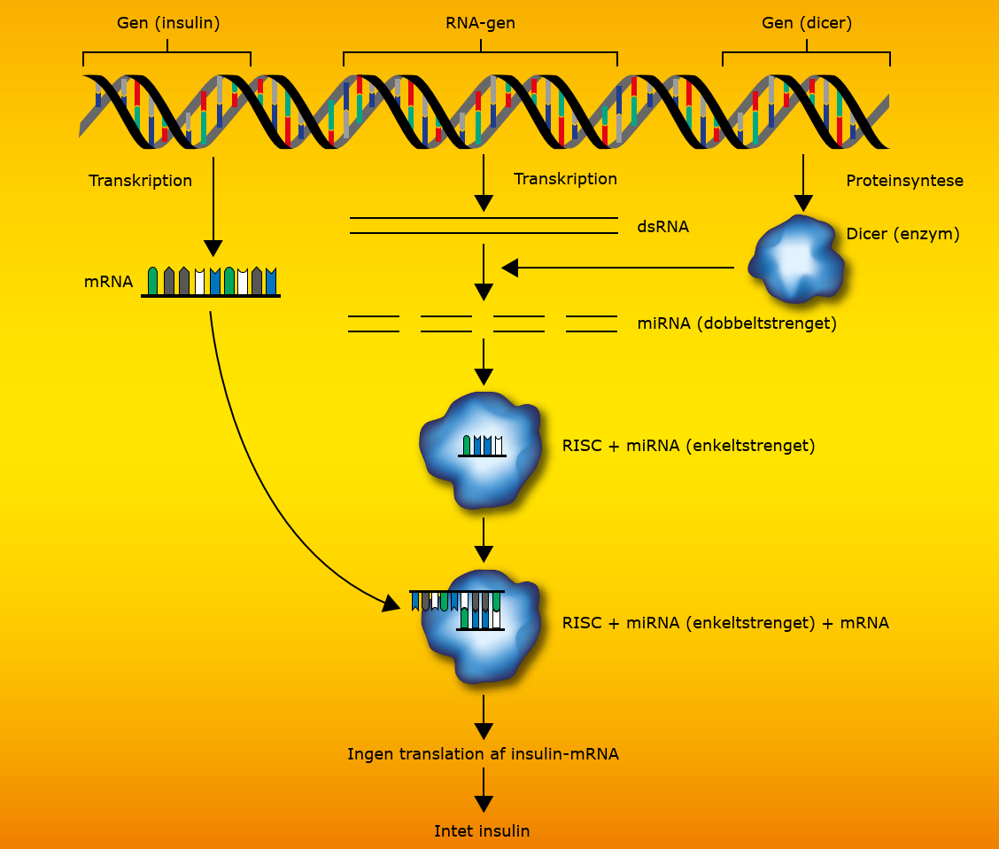 Gen (insulin)
RNA-gen
Gen (dicer)
Transkription
Transkription
Proteinsyntese
dsRNA
Dicer (enzym)
mRNA
miRNA (dobbeltstrenget)
RISC + miRNA (enkeltstrenget)
RISC + miRNA (enkeltstrenget) + mRNA
Ingen translation af insulin-mRNA
Intet insulin